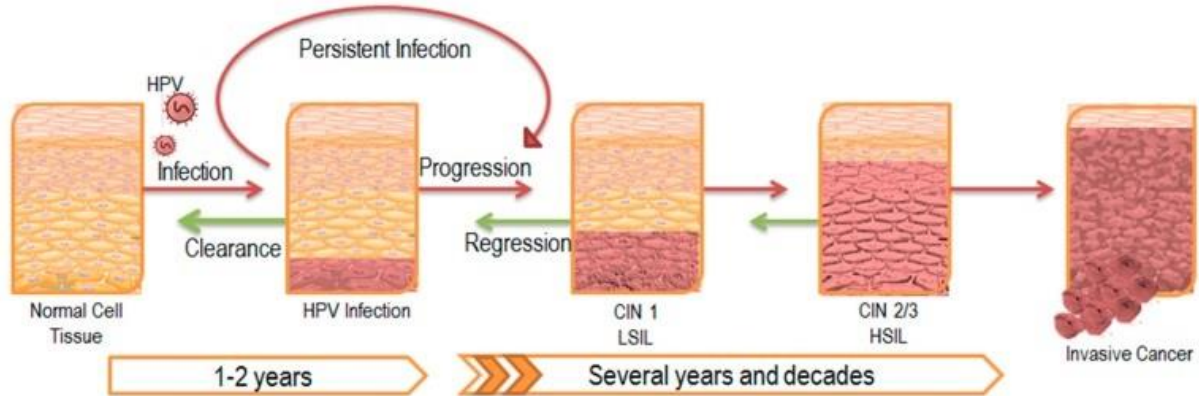 Persistent Infection
HPV
Infection
Progression
Clearance
Regression
Normal Cell
Tissue
HPV Infection
CIN 1
LSIL
CIN 2/3
HSIL
Invasive Cancer
1-2 years
Several years and decades